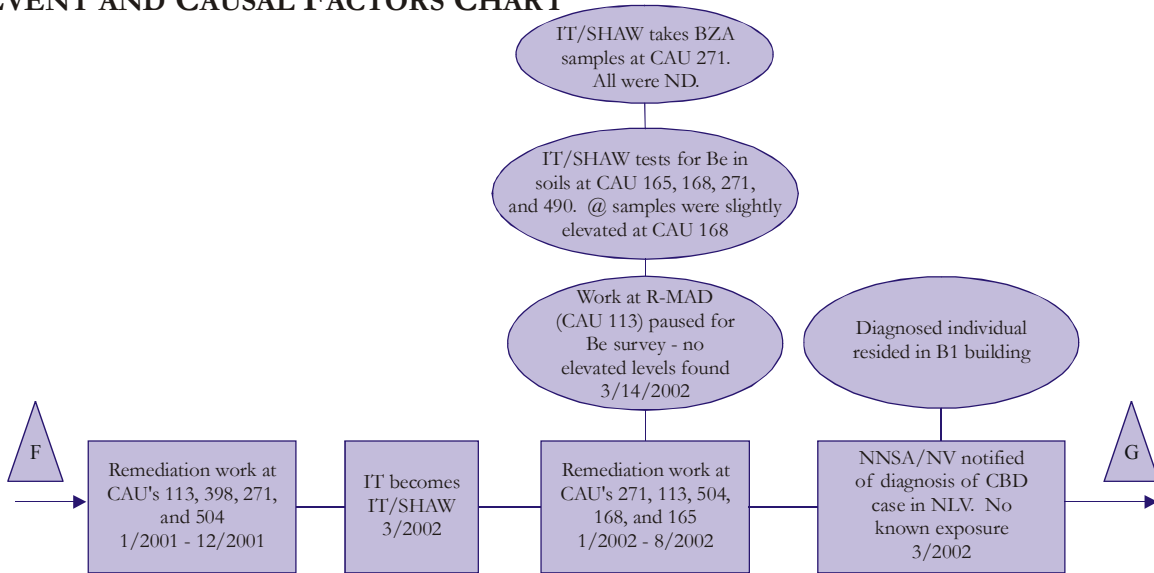 EVENT AND CAUSAL FACTORS CHART
IT/SHAW takes BZA
samples at CAU 271.
All were ND.
IT/SHAW tests for Be in
soils at CAU 165, 168, 271,
and 490. @ samples were slightly
elevated at CAU 168
Work at R-MAD
(CAU 113) paused for
Be survey - no
elevated levels found
3/14/2002
Diagnosed individual
resided in B1 building
F
Remediation work at
CAU's 113, 398, 271,
and 504
1/2001 - 12/2001
IT becomes
IT/SHAW
3/2002
Remediation work at
CAU's 271, 113, 504,
168, and 165
1/2002 - 8/2002
NNSA/NV notified
of diagnosis of CBD
case in NLV. No
known exposure
3/2002
G